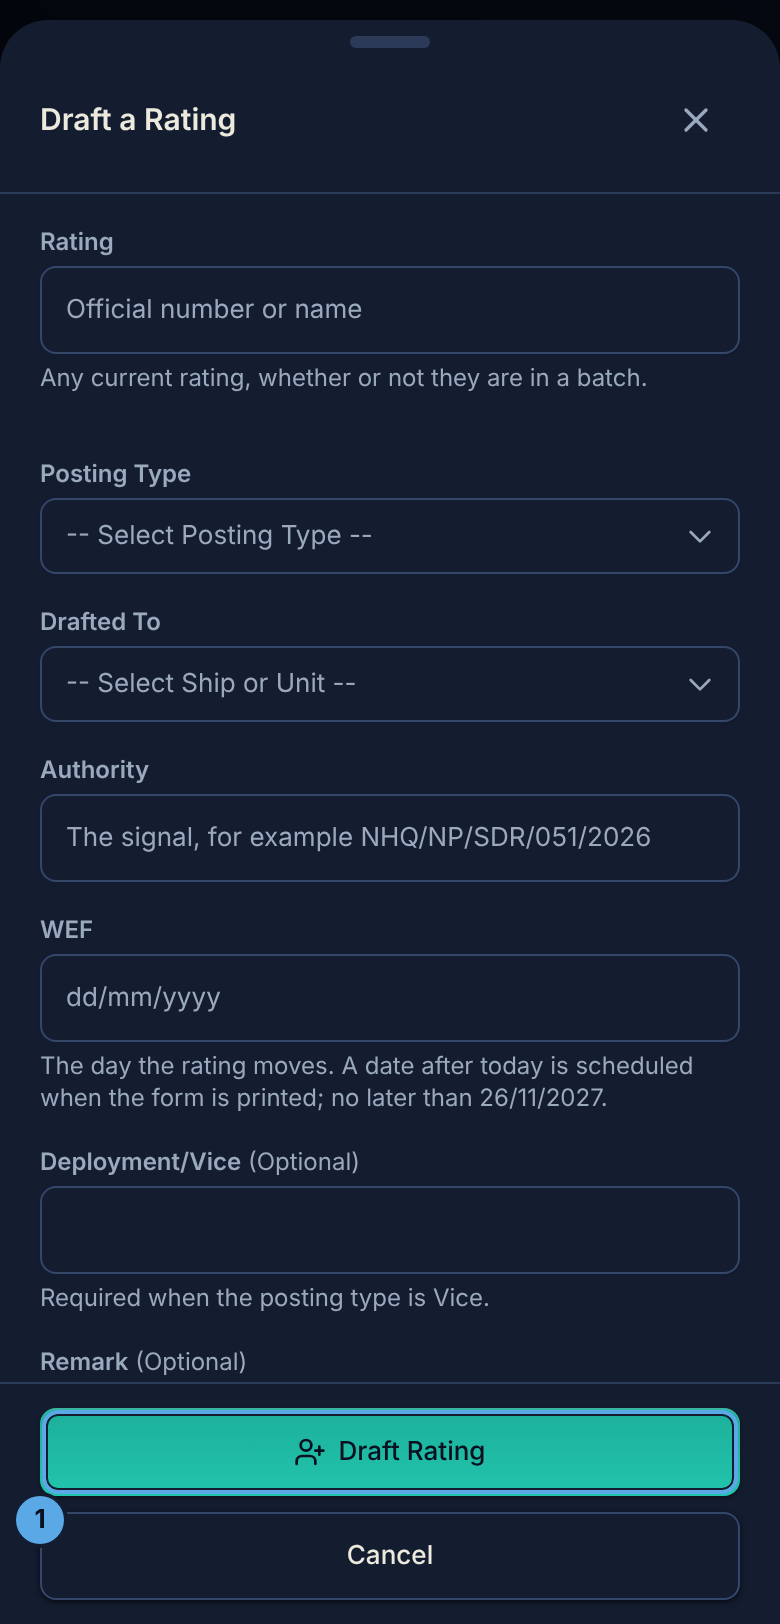 Draft a Rating
Rating
Official number or name
Any current rating, whether or not they are in a batch.
Posting Type
-- Select Posting Type --
Drafted To
-- Select Ship or Unit --
Authority
The signal, for example NHQ/NP/SDR/051/2026
WEF
dd/mm/yyyy
The day the rating moves. A date after today is scheduled
when the form is printed; no later than 26/11/2027.
Deployment/Vice (Optional)
Required when the posting type is Vice.
Remark (Optional)
Draft Rating
1
Cancel